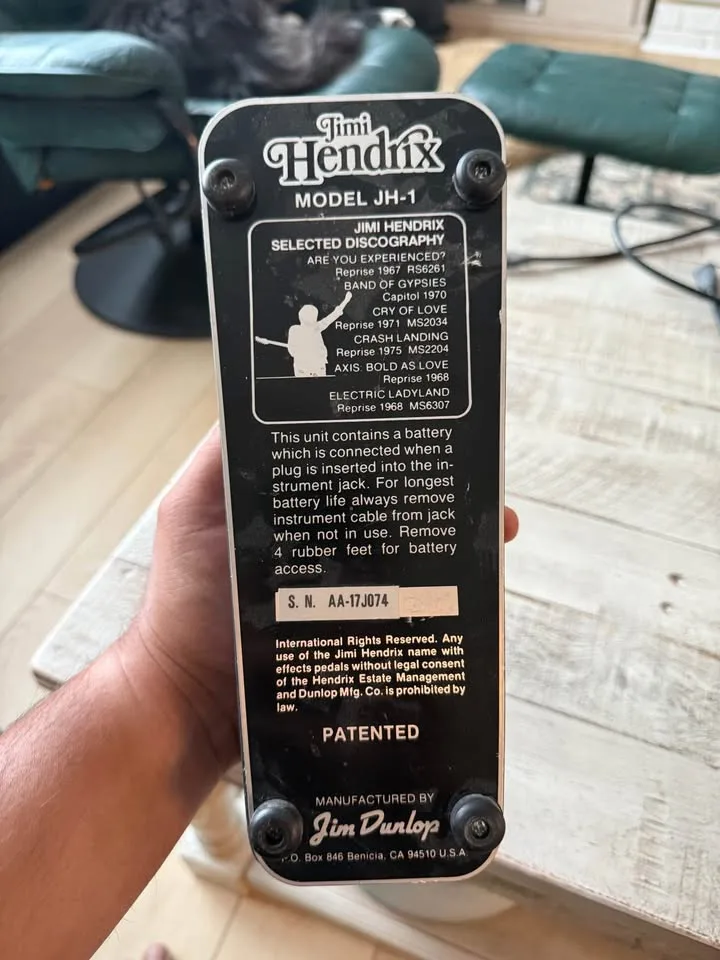 Jimi
Hendrix
MODEL JH-1
JIMI HENDRIX
SELECTED DISCOGRAPHY
ARE YOU EXPERIENCED?
Reprise 1967 RS6261
BAND OF GYPSIES
Capitol 1970
CRY OF LOVE
Reprise 1971 MS2034
CRASH LANDING
Reprise 1975 MS2204
AXIS: BOLD AS LOVE
Reprise 1968
ELECTRIC LADYLAND
Reprise 1968 MS6307
This unit contains a battery
which is connected when a
plug is inserted into the in-
strument jack. For longest
battery life always remove
instrument cable from jack
when not in use. Remove
4 rubber feet for battery
access.
S. N. AA-17J074
International Rights Reserved. Any
use of the Jimi Hendrix name with
effects pedals without legal consent
of the Hendrix Estate Management
and Dunlop Mfg. Co. is prohibited by
law.
PATENTED
MANUFACTURED BY
Jim Dunlop
.O. Box 846 Benicia, CA 94510 U.S.A.